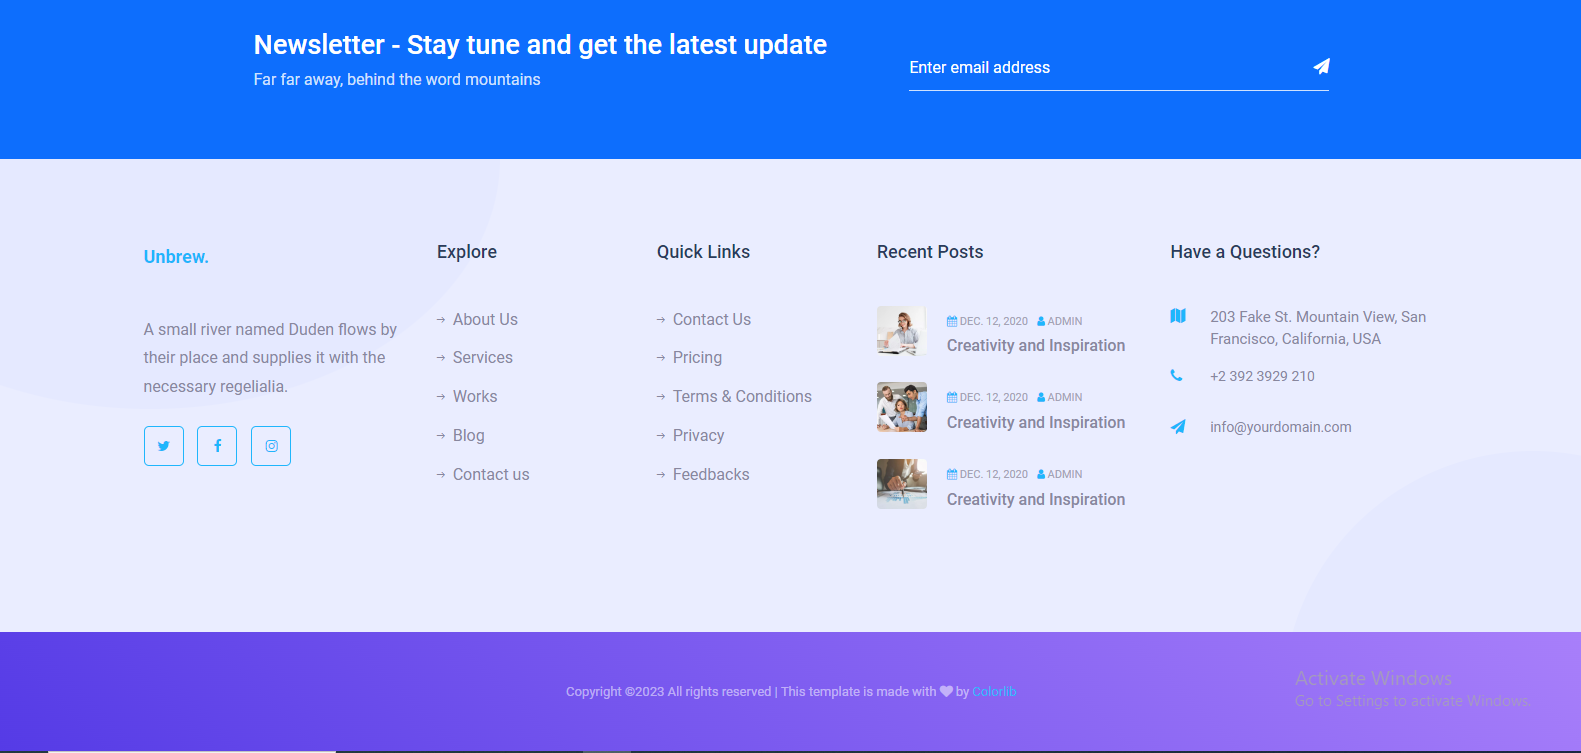 Newsletter - Stay tune and get the latest update
Far far away, behind the word mountains
Enter email address
Unbrew.
A small river named Duden flows by
their place and supplies it with the
necessary regelialia.
Explore
About Us
Services
Works
Blog
Contact us
Quick Links
Contact Us
Pricing
Terms & Conditions
Privacy
Feedbacks
Recent Posts
DEC. 12, 2020 ADMIN
Creativity and Inspiration
DEC. 12, 2020 ADMIN
Creativity and Inspiration
DEC. 12, 2020 ADMIN
Creativity and Inspiration
Have a Questions?
203 Fake St. Mountain View, San
Francisco, California, USA
+2 392 3929 210
info@yourdomain.com
Copyright ©2023 All rights reserved | This template is made with ♥ by Colorlib
Activate Windows
Go to Settings to activate Windows.